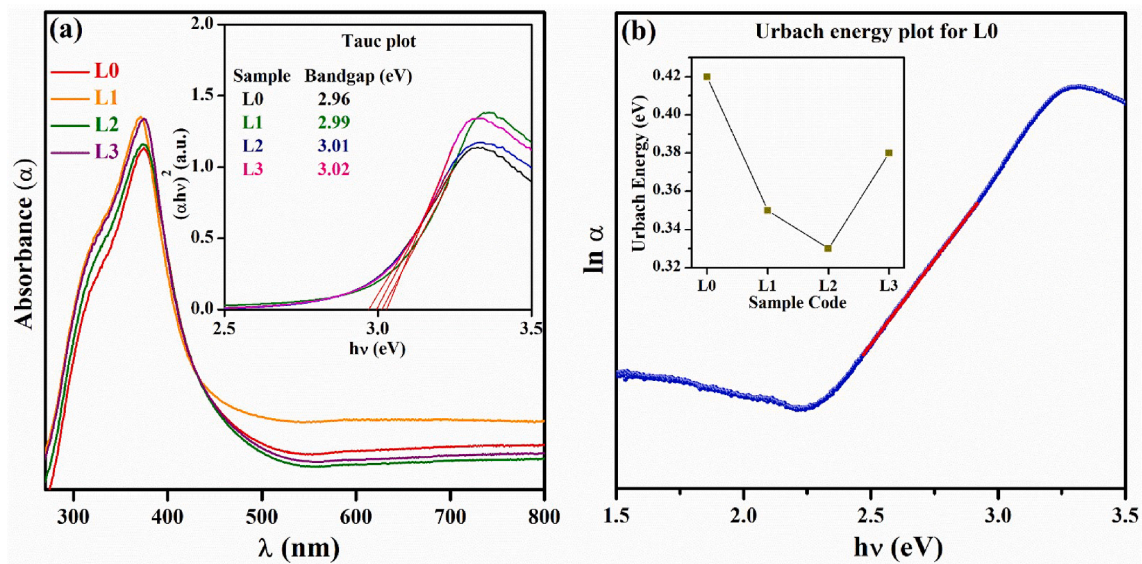 (a)
L0
L1
L2
L3
Absorbance (α)
300 400 500 600 700 800
λ (nm)
Tauc plot
Sample Bandgap (eV)
L0 2.96
L1 2.99
L2 3.01
L3 3.02
(αhν)² (a.u.)
2.0
1.5
1.0
0.5
0.0
2.5 3.0 3.5
hν (eV)
(b) Urbach energy plot for L0
ln α
1.5 2.0 2.5 3.0 3.5
hν (eV)
Urbach Energy (eV)
0.42
0.40
0.38
0.36
0.34
0.32
L0 L1 L2 L3
Sample Code